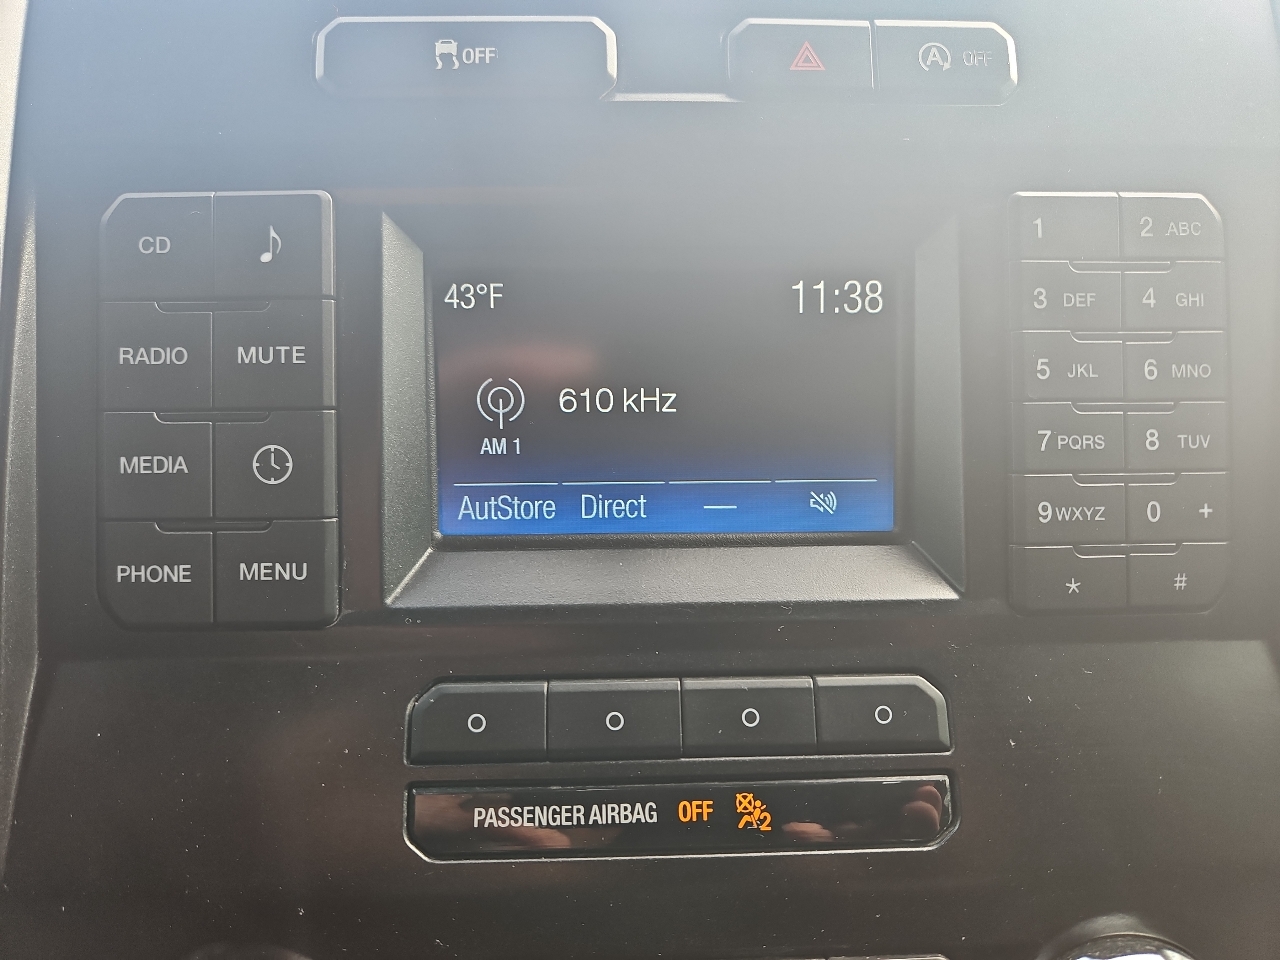 OFF
A OFF
CD
RADIO MUTE
MEDIA
PHONE MENU
43°F 11:38
610 kHz
AM 1
AutStore Direct —
1 2 ABC
3 DEF 4 GHI
5 JKL 6 MNO
7 PQRS 8 TUV
9 WXYZ 0 +
* #
PASSENGER AIRBAG OFF 2